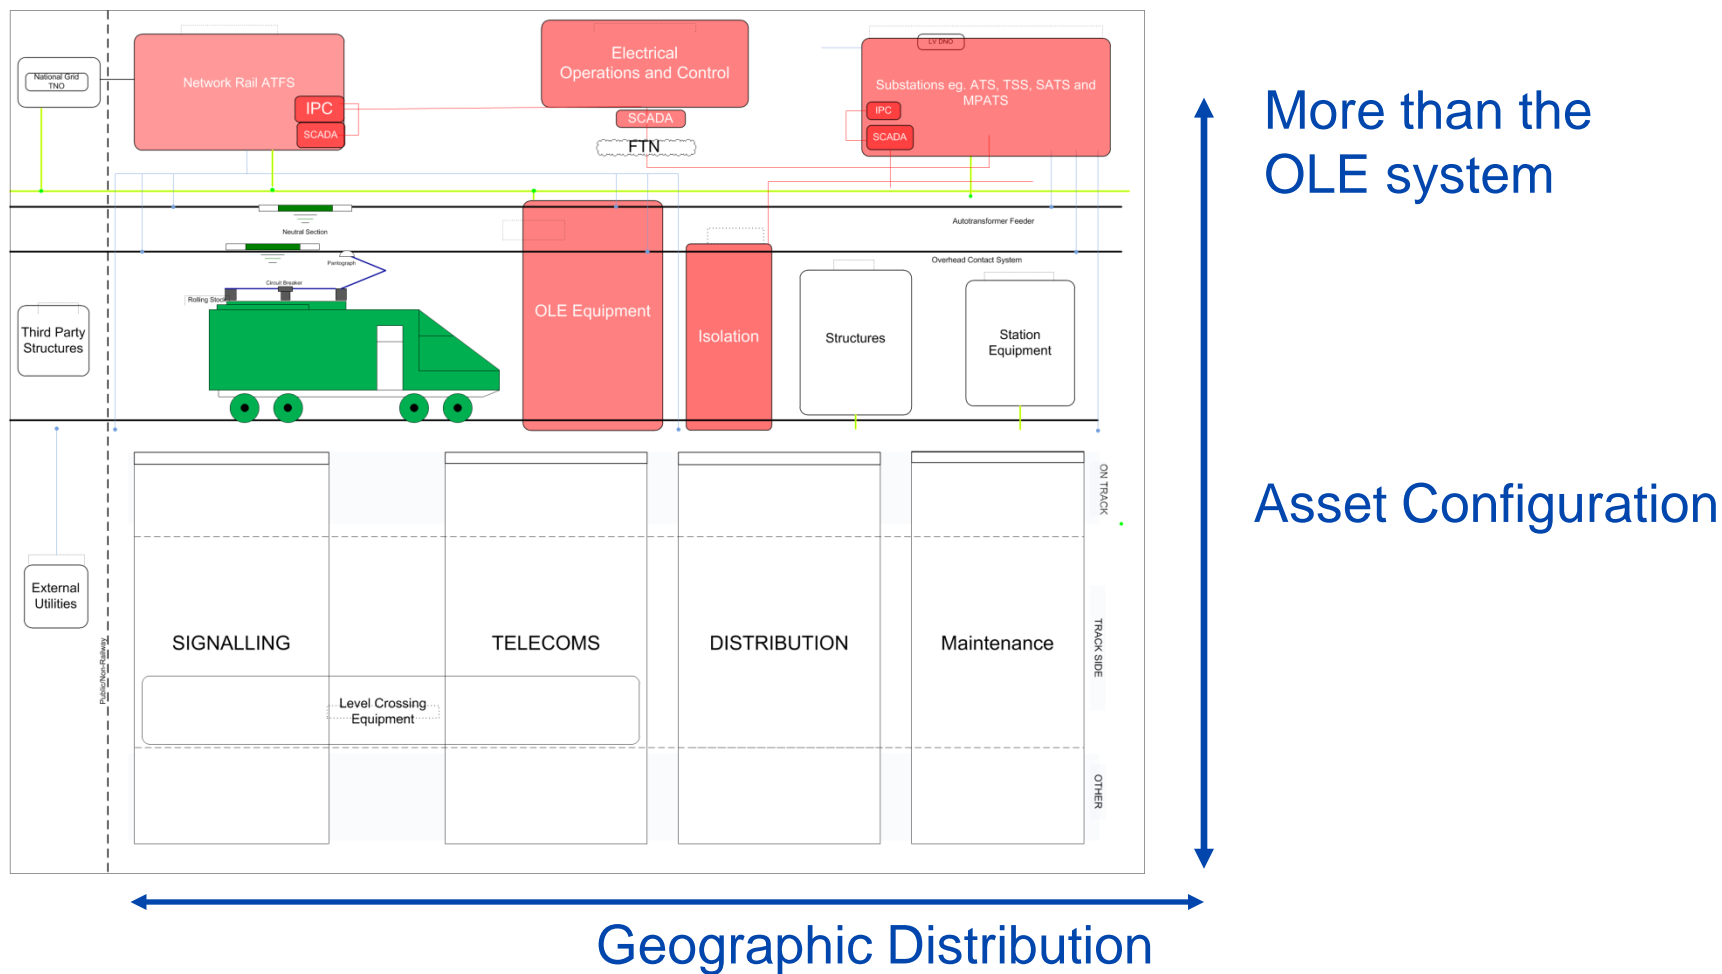 National Grid
TNO
Network Rail ATFS
IPC
SCADA
Electrical
Operations and Control
SCADA
FTN
LV DNO
Substations eg. ATS, TSS, SATS and
MPATS
IPC
SCADA
More than the
OLE system
Autotransformer Feeder
Neutral Section
Overhead Contact System
Pantograph
Circuit Breaker
Rolling Stock
Third Party
Structures
OLE Equipment
Isolation
Structures
Station
Equipment
Asset Configuration
ON TRACK
External
Utilities
Public/Non-Railway
SIGNALLING
TELECOMS
DISTRIBUTION
Maintenance
TRACK SIDE
Level Crossing
Equipment
OTHER
Geographic Distribution